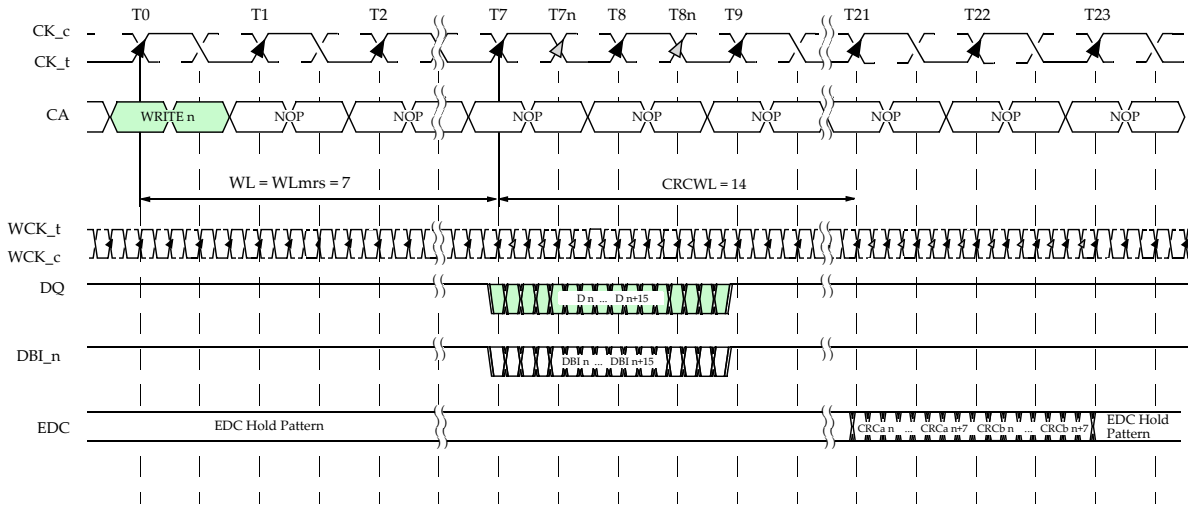 T0 T1 T2 T7 T7n T8 T8n T9 T21 T22 T23
CK_c
CK_t
CA WRITE n NOP NOP NOP NOP NOP NOP NOP NOP
WL = WLmrs = 7 CRCWL = 14
WCK_t
WCK_c
DQ D n ... D n+15
DBI_n DBI n ... DBI n+15
EDC EDC Hold Pattern CRCa n ... CRCa n+7 CRCb n ... CRCb n+7 EDC Hold
Pattern